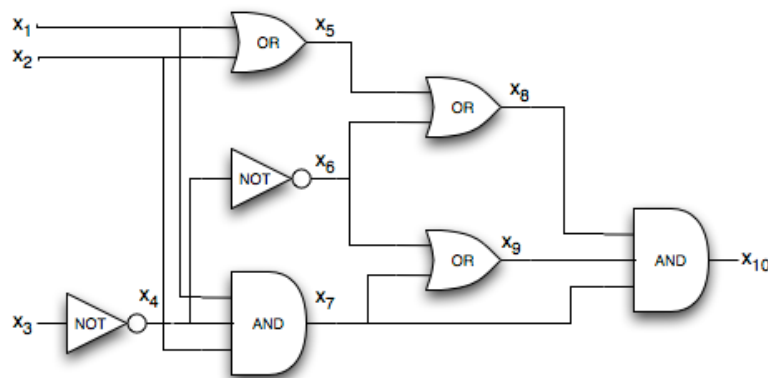 x1
x2
OR
x5
OR
x8
NOT
x6
OR
x9
AND
x10
x3
NOT
x4
AND
x7